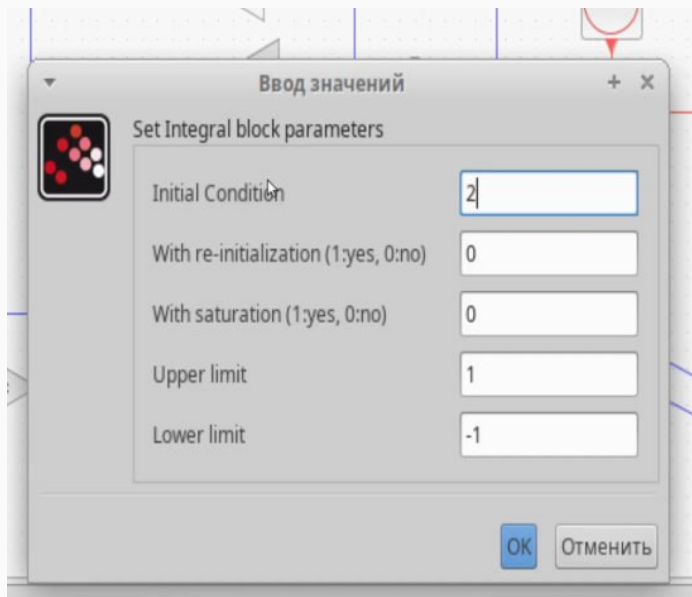 Ввод значений
Set Integral block parameters
Initial Condition 2
With re-initialization (1:yes, 0:no) 0
With saturation (1:yes, 0:no) 0
Upper limit 1
Lower limit -1
OK Отменить